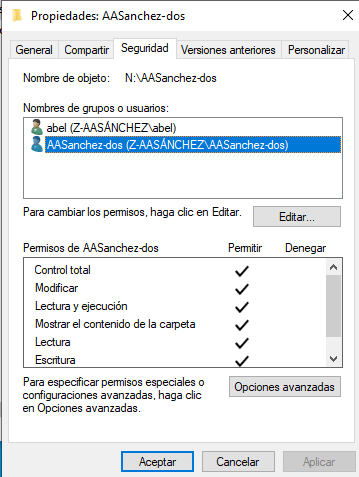 Propiedades: AASanchez-dos
General Compartir Seguridad Versiones anteriores Personalizar
Nombre de objeto: N:\AASanchez-dos
Nombres de grupos o usuarios:
abel (Z-AASÁNCHEZ\abel)
AASanchez-dos (Z-AASÁNCHEZ\AASanchez-dos)
Para cambiar los permisos, haga clic en Editar. Editar...
Permisos de AASanchez-dos Permitir Denegar
Control total
Modificar
Lectura y ejecución
Mostrar el contenido de la carpeta
Lectura
Escritura
Para especificar permisos especiales o
configuraciones avanzadas, haga clic
en Opciones avanzadas.
Opciones avanzadas
Aceptar Cancelar Aplicar